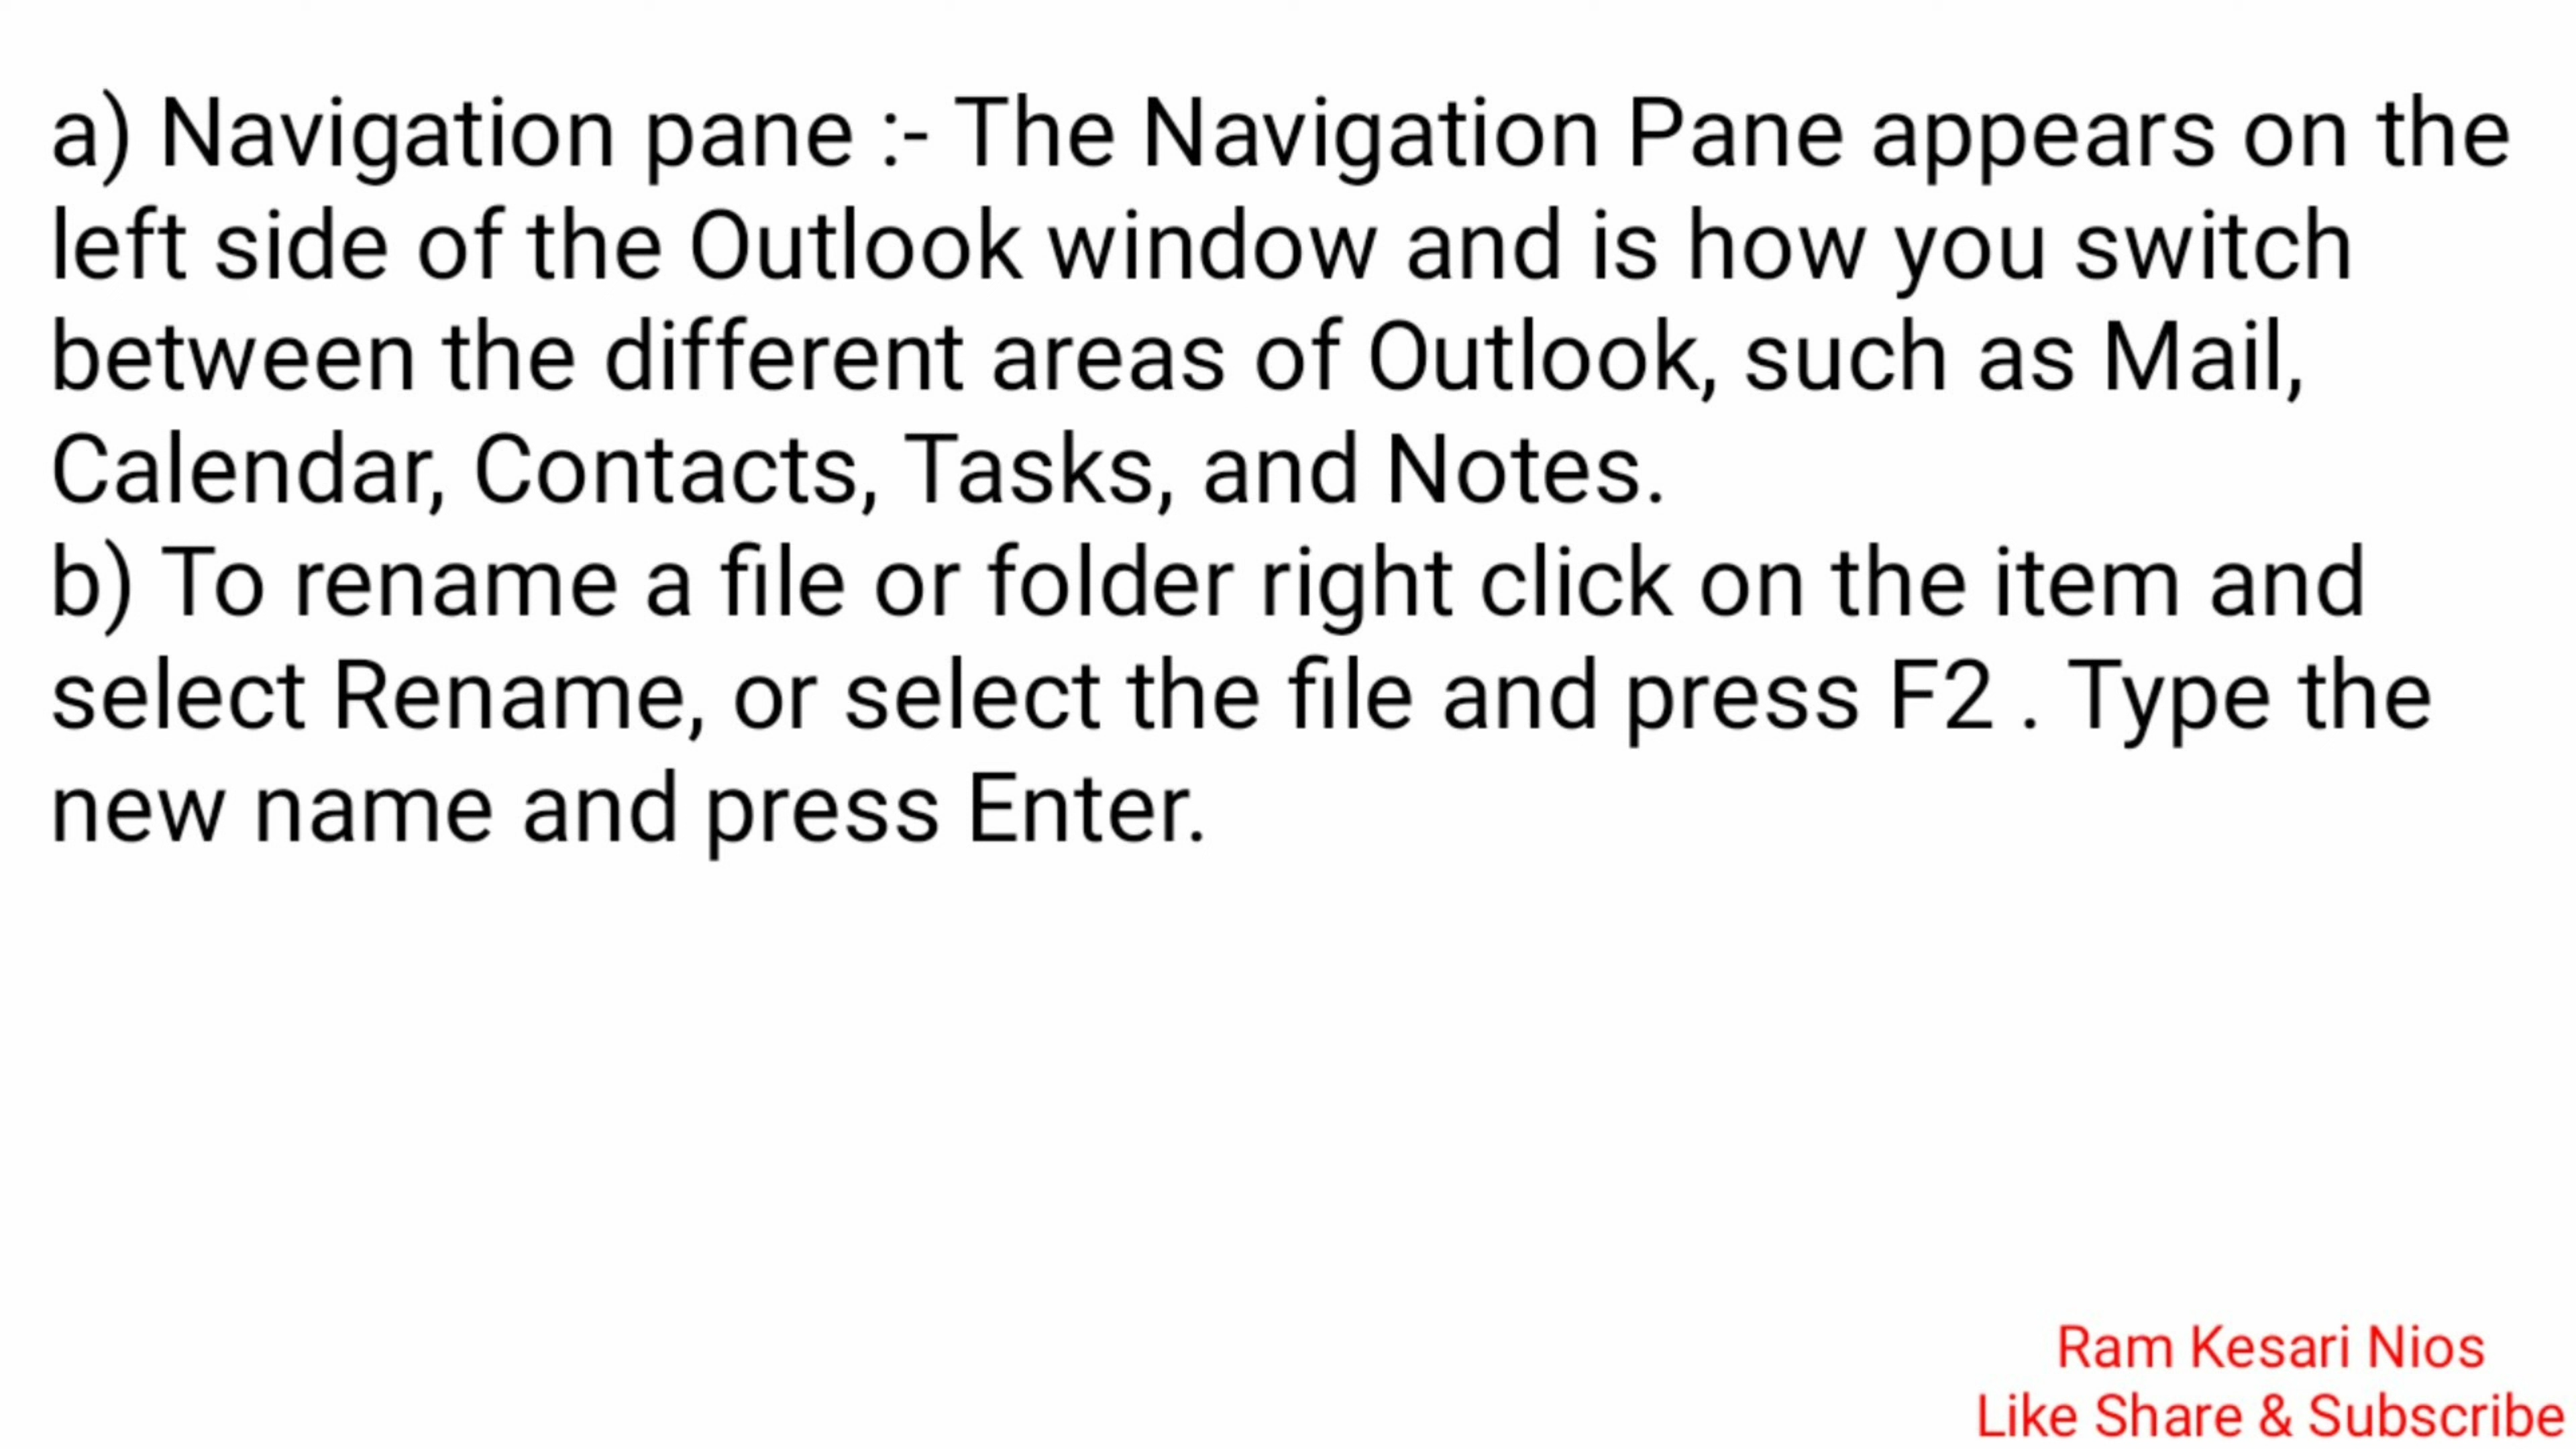 a) Navigation pane :- The Navigation Pane appears on the
left side of the Outlook window and is how you switch
between the different areas of Outlook, such as Mail,
Calendar, Contacts, Tasks, and Notes.
b) To rename a file or folder right click on the item and
select Rename, or select the file and press F2 . Type the
new name and press Enter.
Ram Kesari Nios
Like Share & Subscribe